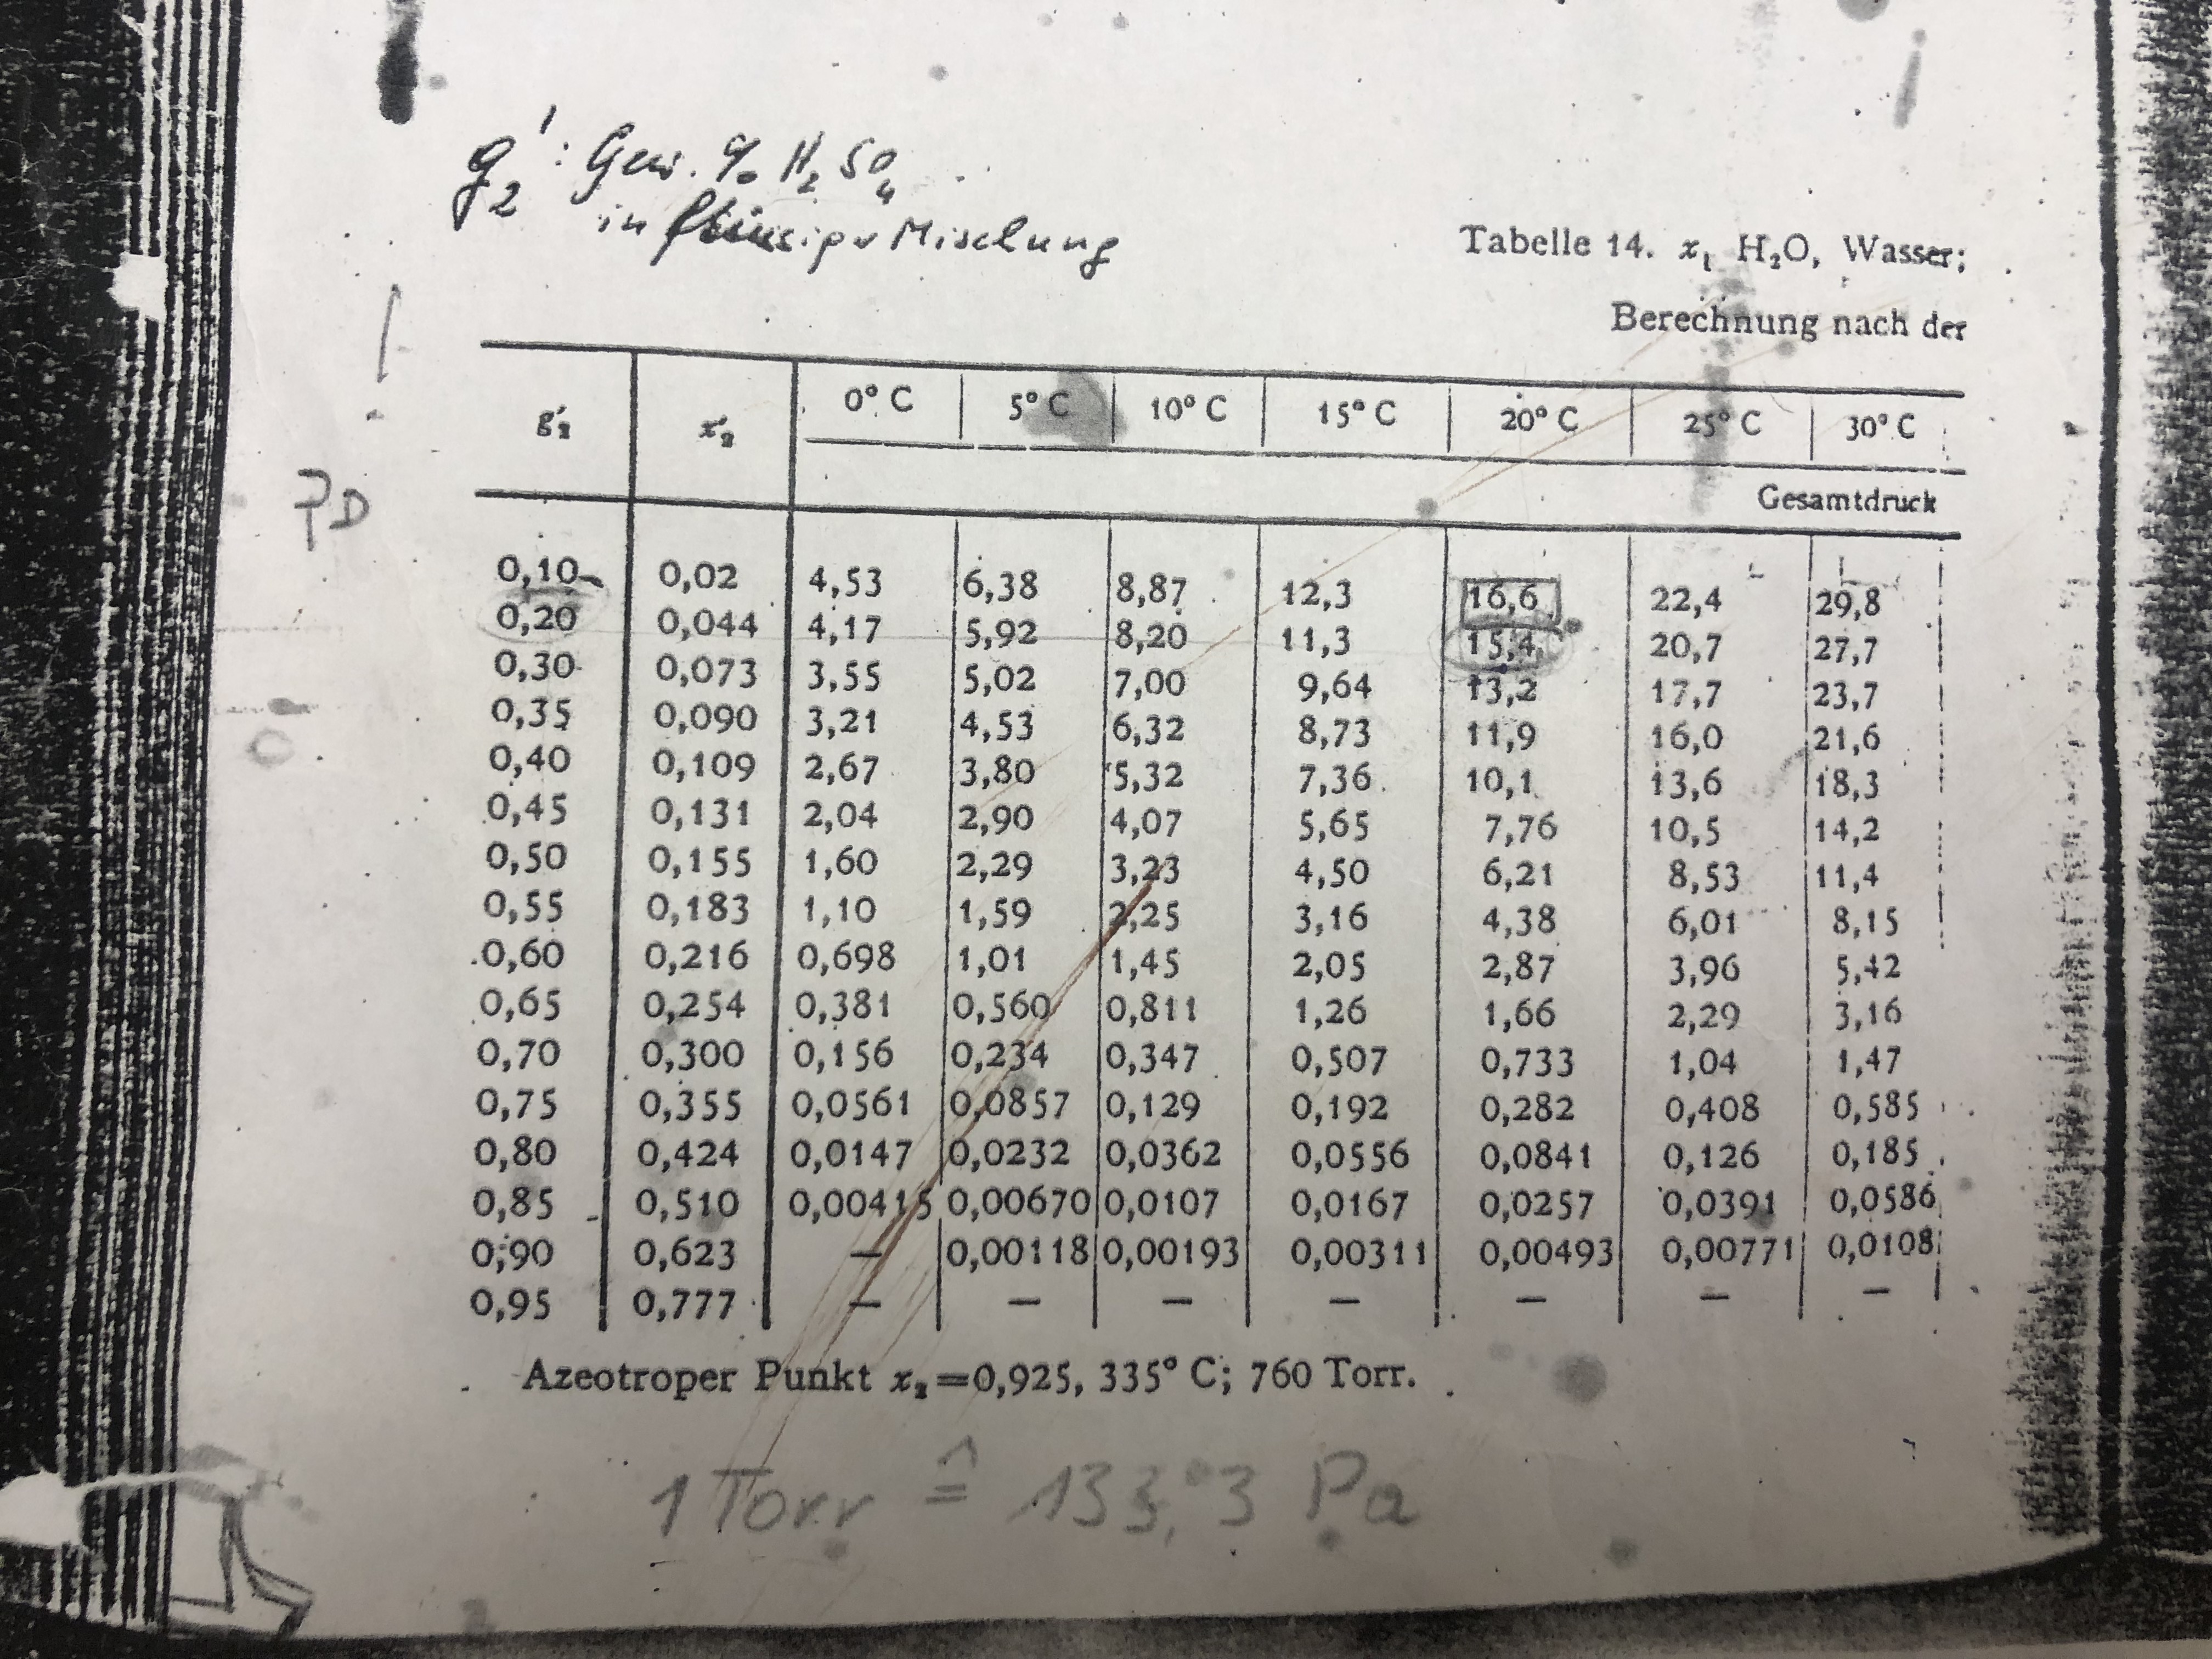 g₂' : Gew. % H₂SO₄
in flüssiger Mischung
Tabelle 14. x₁ H₂O, Wasser;
Berechnung nach der
g'₂ x₂ 0° C 5° C 10° C 15° C 20° C 25° C 30° C
Gesamtdruck
PD
0,10 0,02 4,53 6,38 8,87 12,3 16,6 22,4 29,8
0,20 0,044 4,17 5,92 8,20 11,3 15,4 20,7 27,7
0,30 0,073 3,55 5,02 7,00 9,64 13,2 17,7 23,7
0,35 0,090 3,21 4,53 6,32 8,73 11,9 16,0 21,6
0,40 0,109 2,67 3,80 5,32 7,36 10,1 13,6 18,3
0,45 0,131 2,04 2,90 4,07 5,65 7,76 10,5 14,2
0,50 0,155 1,60 2,29 3,23 4,50 6,21 8,53 11,4
0,55 0,183 1,10 1,59 2,25 3,16 4,38 6,01 8,15
0,60 0,216 0,698 1,01 1,45 2,05 2,87 3,96 5,42
0,65 0,254 0,381 0,560 0,811 1,26 1,66 2,29 3,16
0,70 0,300 0,156 0,234 0,347 0,507 0,733 1,04 1,47
0,75 0,355 0,0561 0,0857 0,129 0,192 0,282 0,408 0,585
0,80 0,424 0,0147 0,0232 0,0362 0,0556 0,0841 0,126 0,185
0,85 0,510 0,00415 0,00670 0,0107 0,0167 0,0257 0,0391 0,0586
0,90 0,623 — 0,00118 0,00193 0,00311 0,00493 0,00771 0,0108
0,95 0,777 — — — — — — —
Azeotroper Punkt x₂=0,925, 335° C; 760 Torr.
1 Torr ≙ 133,3 Pa